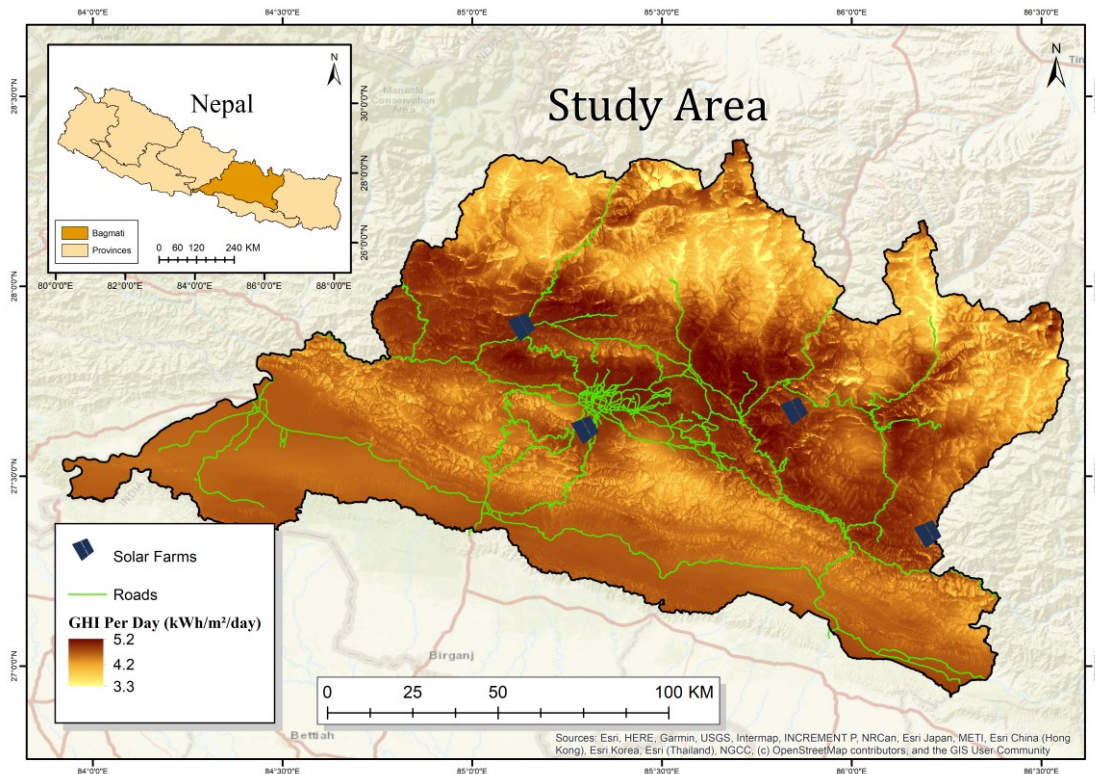 84°0'0"E 84°30'0"E 85°0'0"E 85°30'0"E 86°0'0"E 86°30'0"E
N
Nepal
30°0'0"N
28°0'0"N
26°0'0"N
Bagmati
Provinces
0 60 120 240 KM
80°0'0"E 82°0'0"E 84°0'0"E 86°0'0"E 88°0'0"E
Conservation
Area
Manaslu
Conservation
Area
Study Area
N
28°30'0"N
28°0'0"N
27°30'0"N
27°0'0"N
Solar Farms
Roads
GHI Per Day (kWh/m²/day)
5.2
4.2
3.3
Birganj
Bettiah
0 25 50 100 KM
Sources: Esri, HERE, Garmin, USGS, Intermap, INCREMENT P, NRCan, Esri Japan, METI, Esri China (Hong
Kong), Esri Korea, Esri (Thailand), NGCC, (c) OpenStreetMap contributors, and the GIS User Community
84°0'0"E 84°30'0"E 85°0'0"E 85°30'0"E 86°0'0"E 86°30'0"E